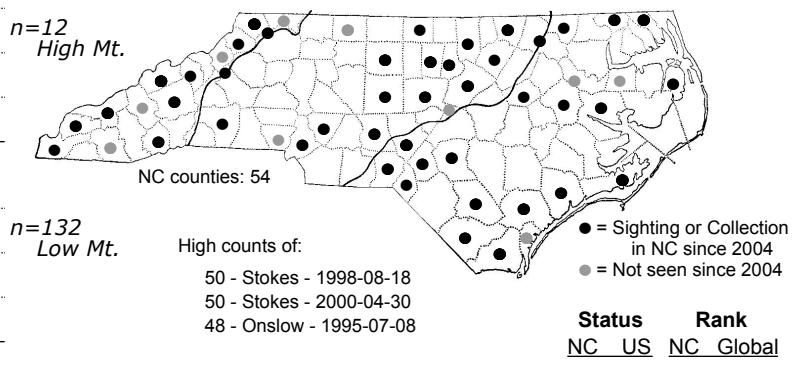 n=12
High Mt.
NC counties: 54
n=132
Low Mt.
High counts of:
50 - Stokes - 1998-08-18
50 - Stokes - 2000-04-30
48 - Onslow - 1995-07-08
= Sighting or Collection
in NC since 2004
= Not seen since 2004
Status Rank
NC US NC Global